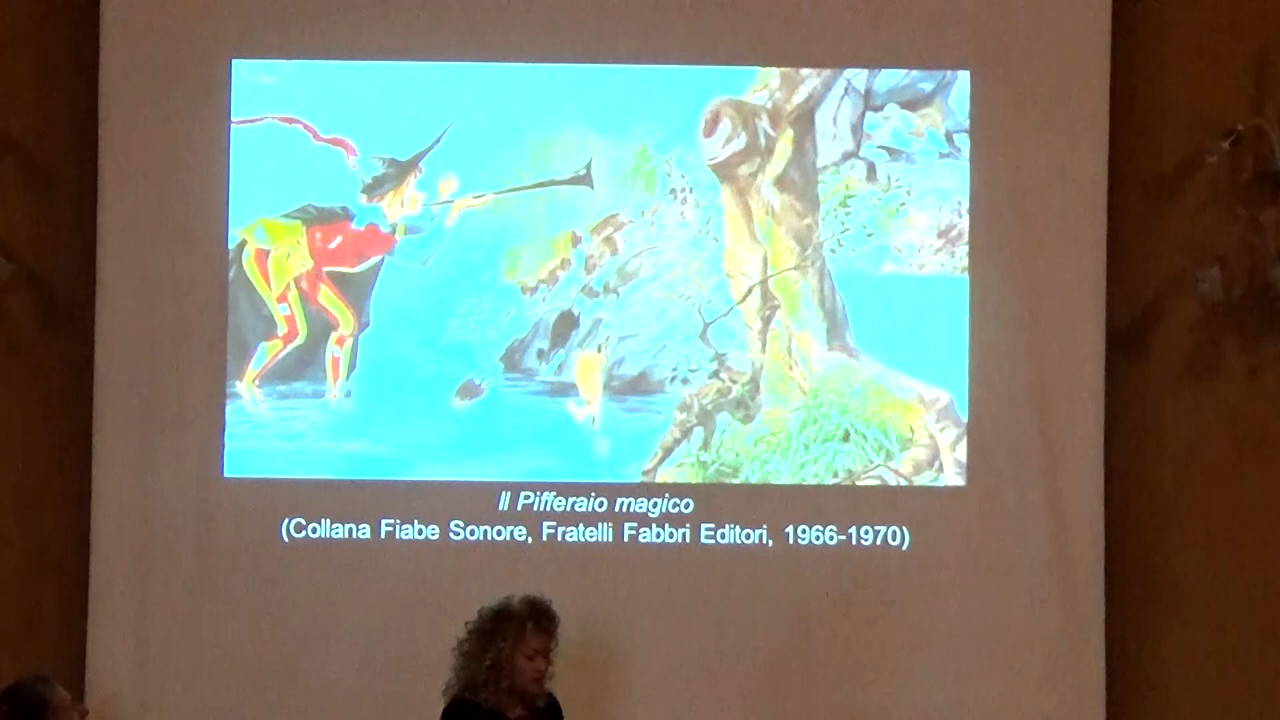 Il Pifferaio magico
(Collana Fiabe Sonore, Fratelli Fabbri Editori, 1966-1970)